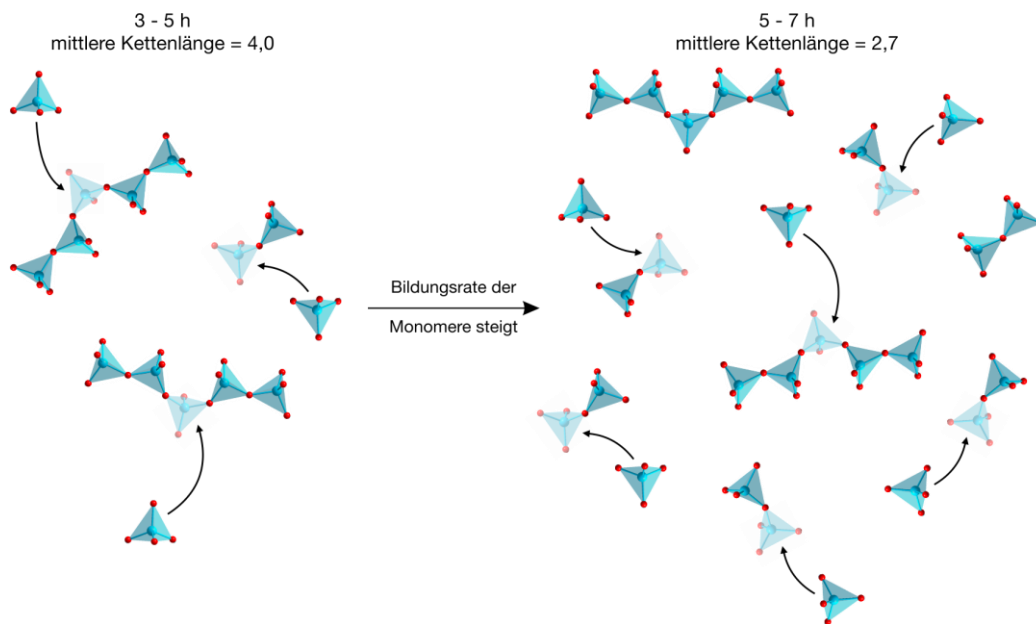 3 - 5 h
mittlere Kettenlänge = 4,0
5 - 7 h
mittlere Kettenlänge = 2,7
Bildungsrate der
Monomere steigt